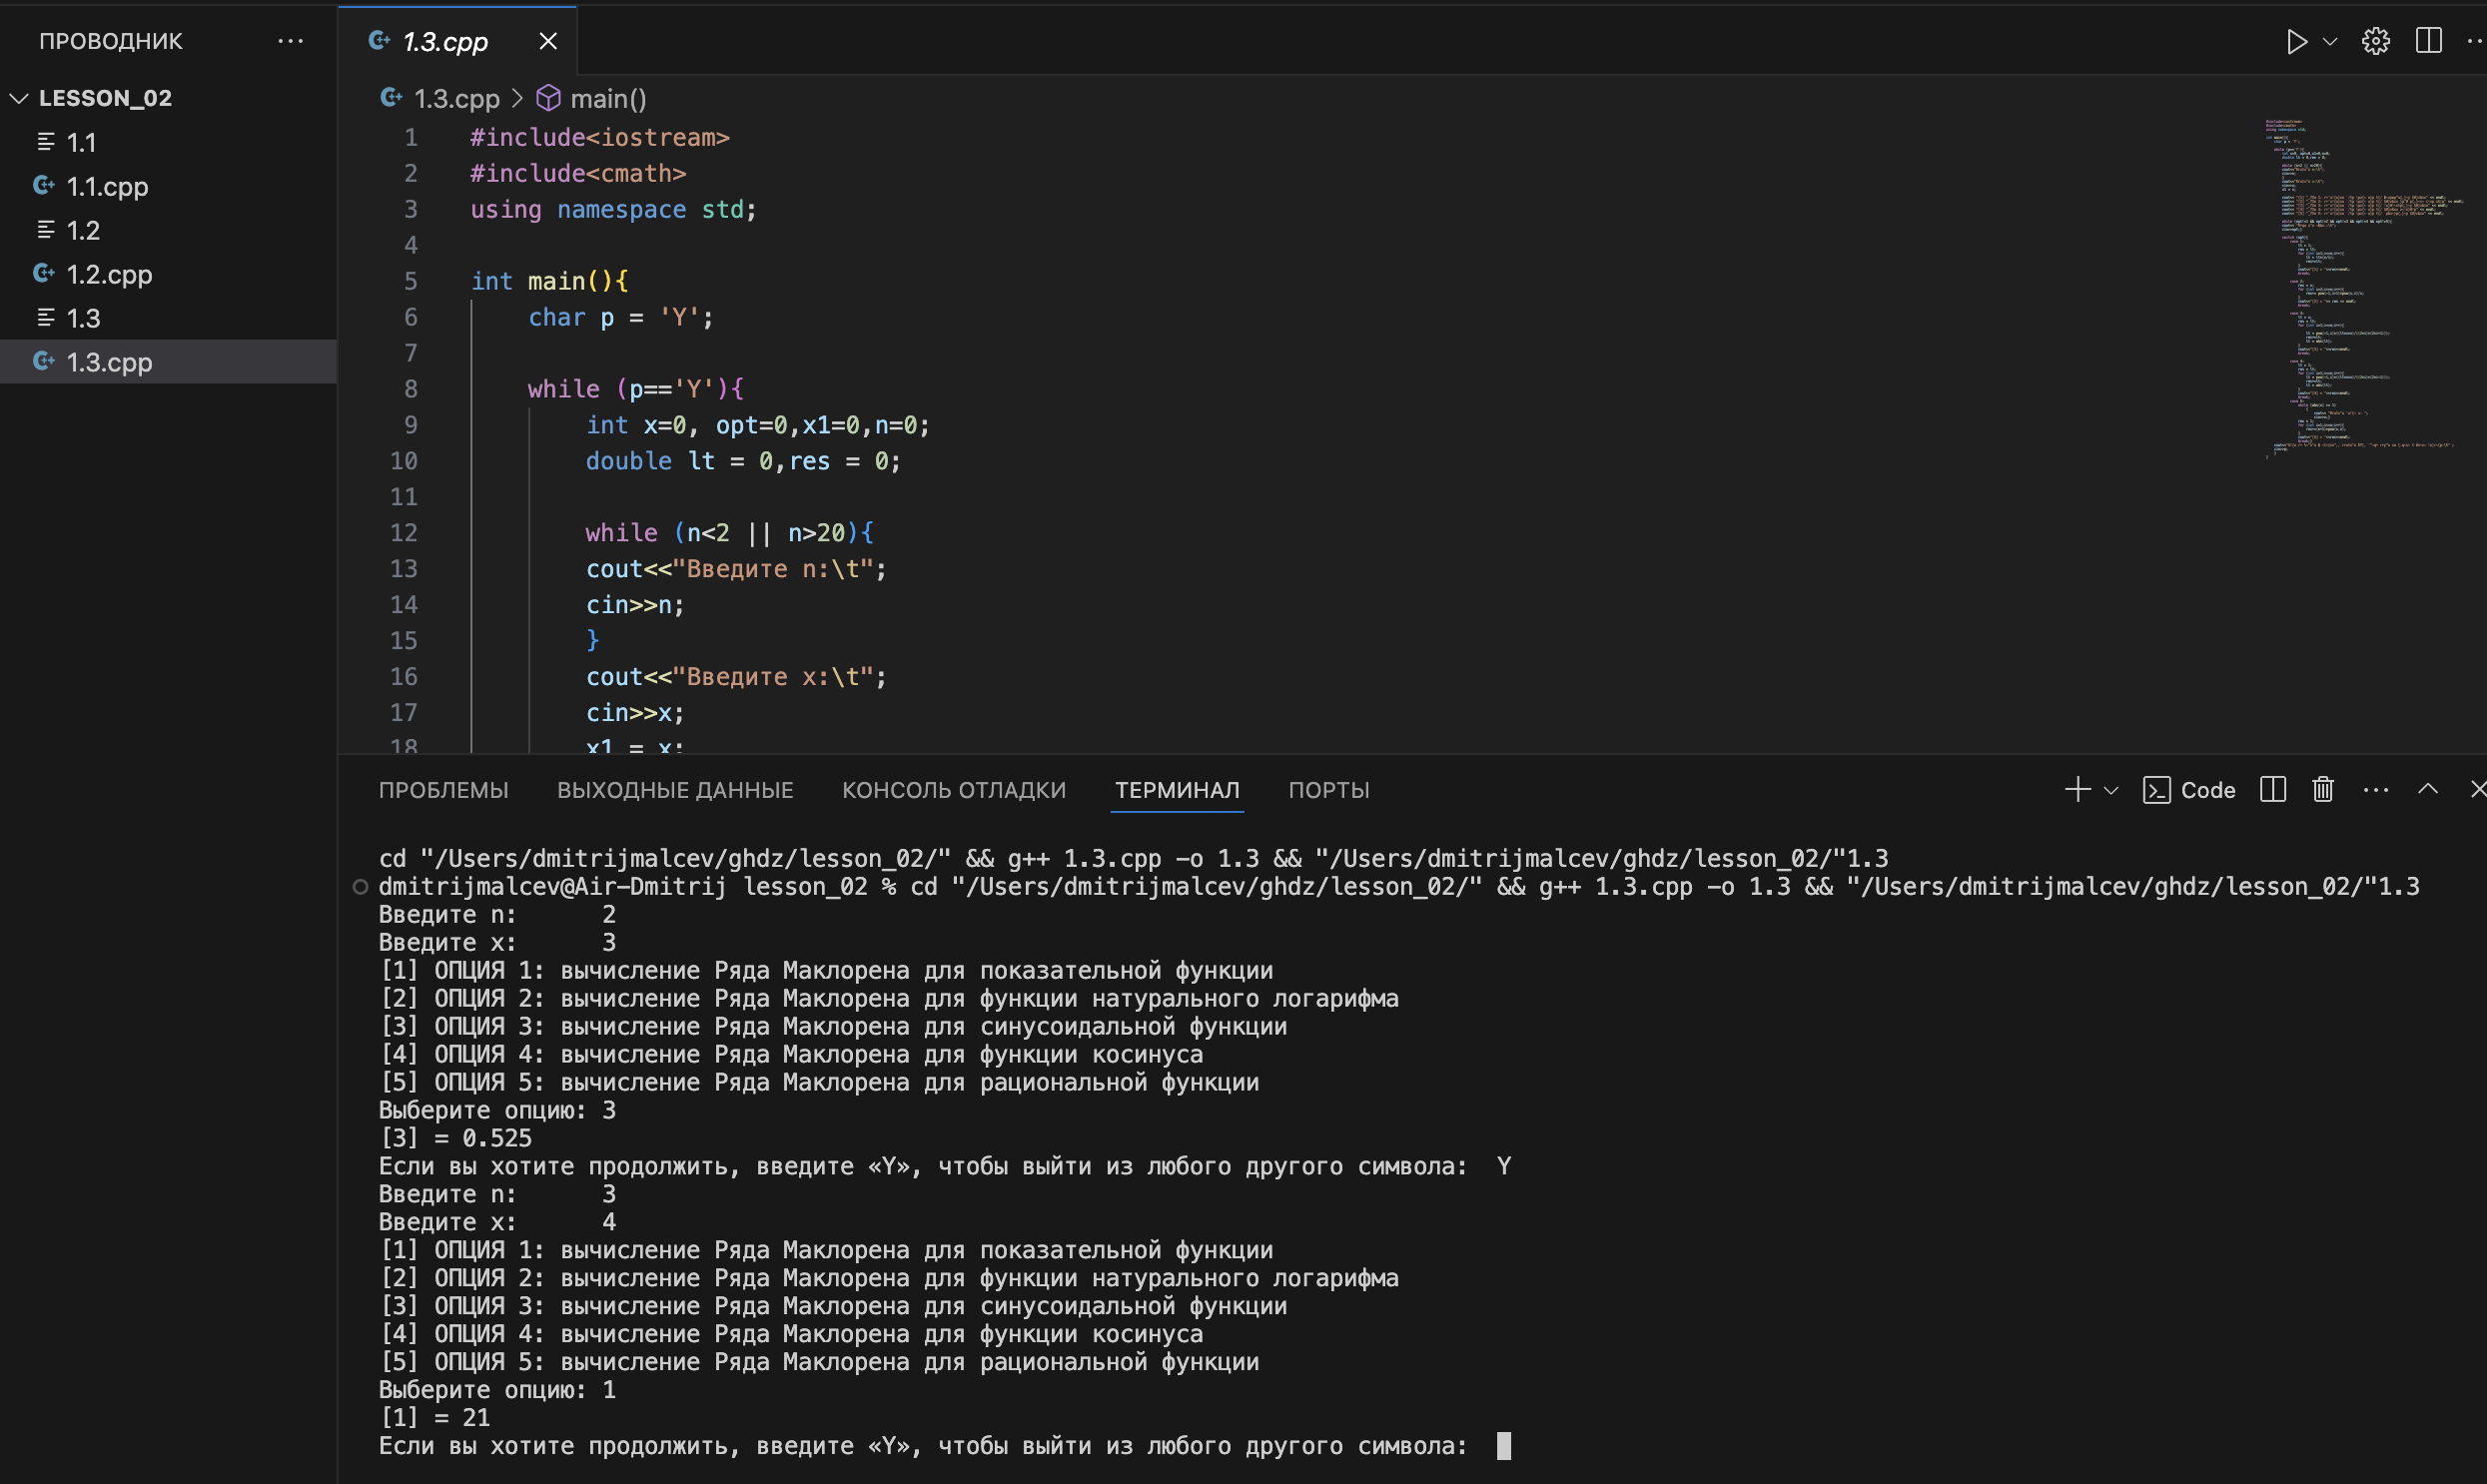 ПРОВОДНИК
LESSON_02
1.1
1.1.cpp
1.2
1.2.cpp
1.3
1.3.cpp
1.3.cpp
1.3.cpp > main()
1 #include<iostream>
2 #include<cmath>
3 using namespace std;
4
5 int main(){
6 char p = 'Y';
7
8 while (p=='Y'){
9 int x=0, opt=0,x1=0,n=0;
10 double lt = 0,res = 0;
11
12 while (n<2 || n>20){
13 cout<<"Введите n:\t";
14 cin>>n;
15 }
16 cout<<"Введите x:\t";
17 cin>>x;
18 x1 = x;
ПРОБЛЕМЫ ВЫХОДНЫЕ ДАННЫЕ КОНСОЛЬ ОТЛАДКИ ТЕРМИНАЛ ПОРТЫ Code
cd "/Users/dmitrijmalcev/ghdz/lesson_02/" && g++ 1.3.cpp -o 1.3 && "/Users/dmitrijmalcev/ghdz/lesson_02/"1.3
dmitrijmalcev@Air-Dmitrij lesson_02 % cd "/Users/dmitrijmalcev/ghdz/lesson_02/" && g++ 1.3.cpp -o 1.3 && "/Users/dmitrijmalcev/ghdz/lesson_02/"1.3
Введите n: 2
Введите x: 3
[1] ОПЦИЯ 1: вычисление Ряда Маклорена для показательной функции
[2] ОПЦИЯ 2: вычисление Ряда Маклорена для функции натурального логарифма
[3] ОПЦИЯ 3: вычисление Ряда Маклорена для синусоидальной функции
[4] ОПЦИЯ 4: вычисление Ряда Маклорена для функции косинуса
[5] ОПЦИЯ 5: вычисление Ряда Маклорена для рациональной функции
Выберите опцию: 3
[3] = 0.525
Если вы хотите продолжить, введите «Y», чтобы выйти из любого другого символа: Y
Введите n: 3
Введите x: 4
[1] ОПЦИЯ 1: вычисление Ряда Маклорена для показательной функции
[2] ОПЦИЯ 2: вычисление Ряда Маклорена для функции натурального логарифма
[3] ОПЦИЯ 3: вычисление Ряда Маклорена для синусоидальной функции
[4] ОПЦИЯ 4: вычисление Ряда Маклорена для функции косинуса
[5] ОПЦИЯ 5: вычисление Ряда Маклорена для рациональной функции
Выберите опцию: 1
[1] = 21
Если вы хотите продолжить, введите «Y», чтобы выйти из любого другого символа: